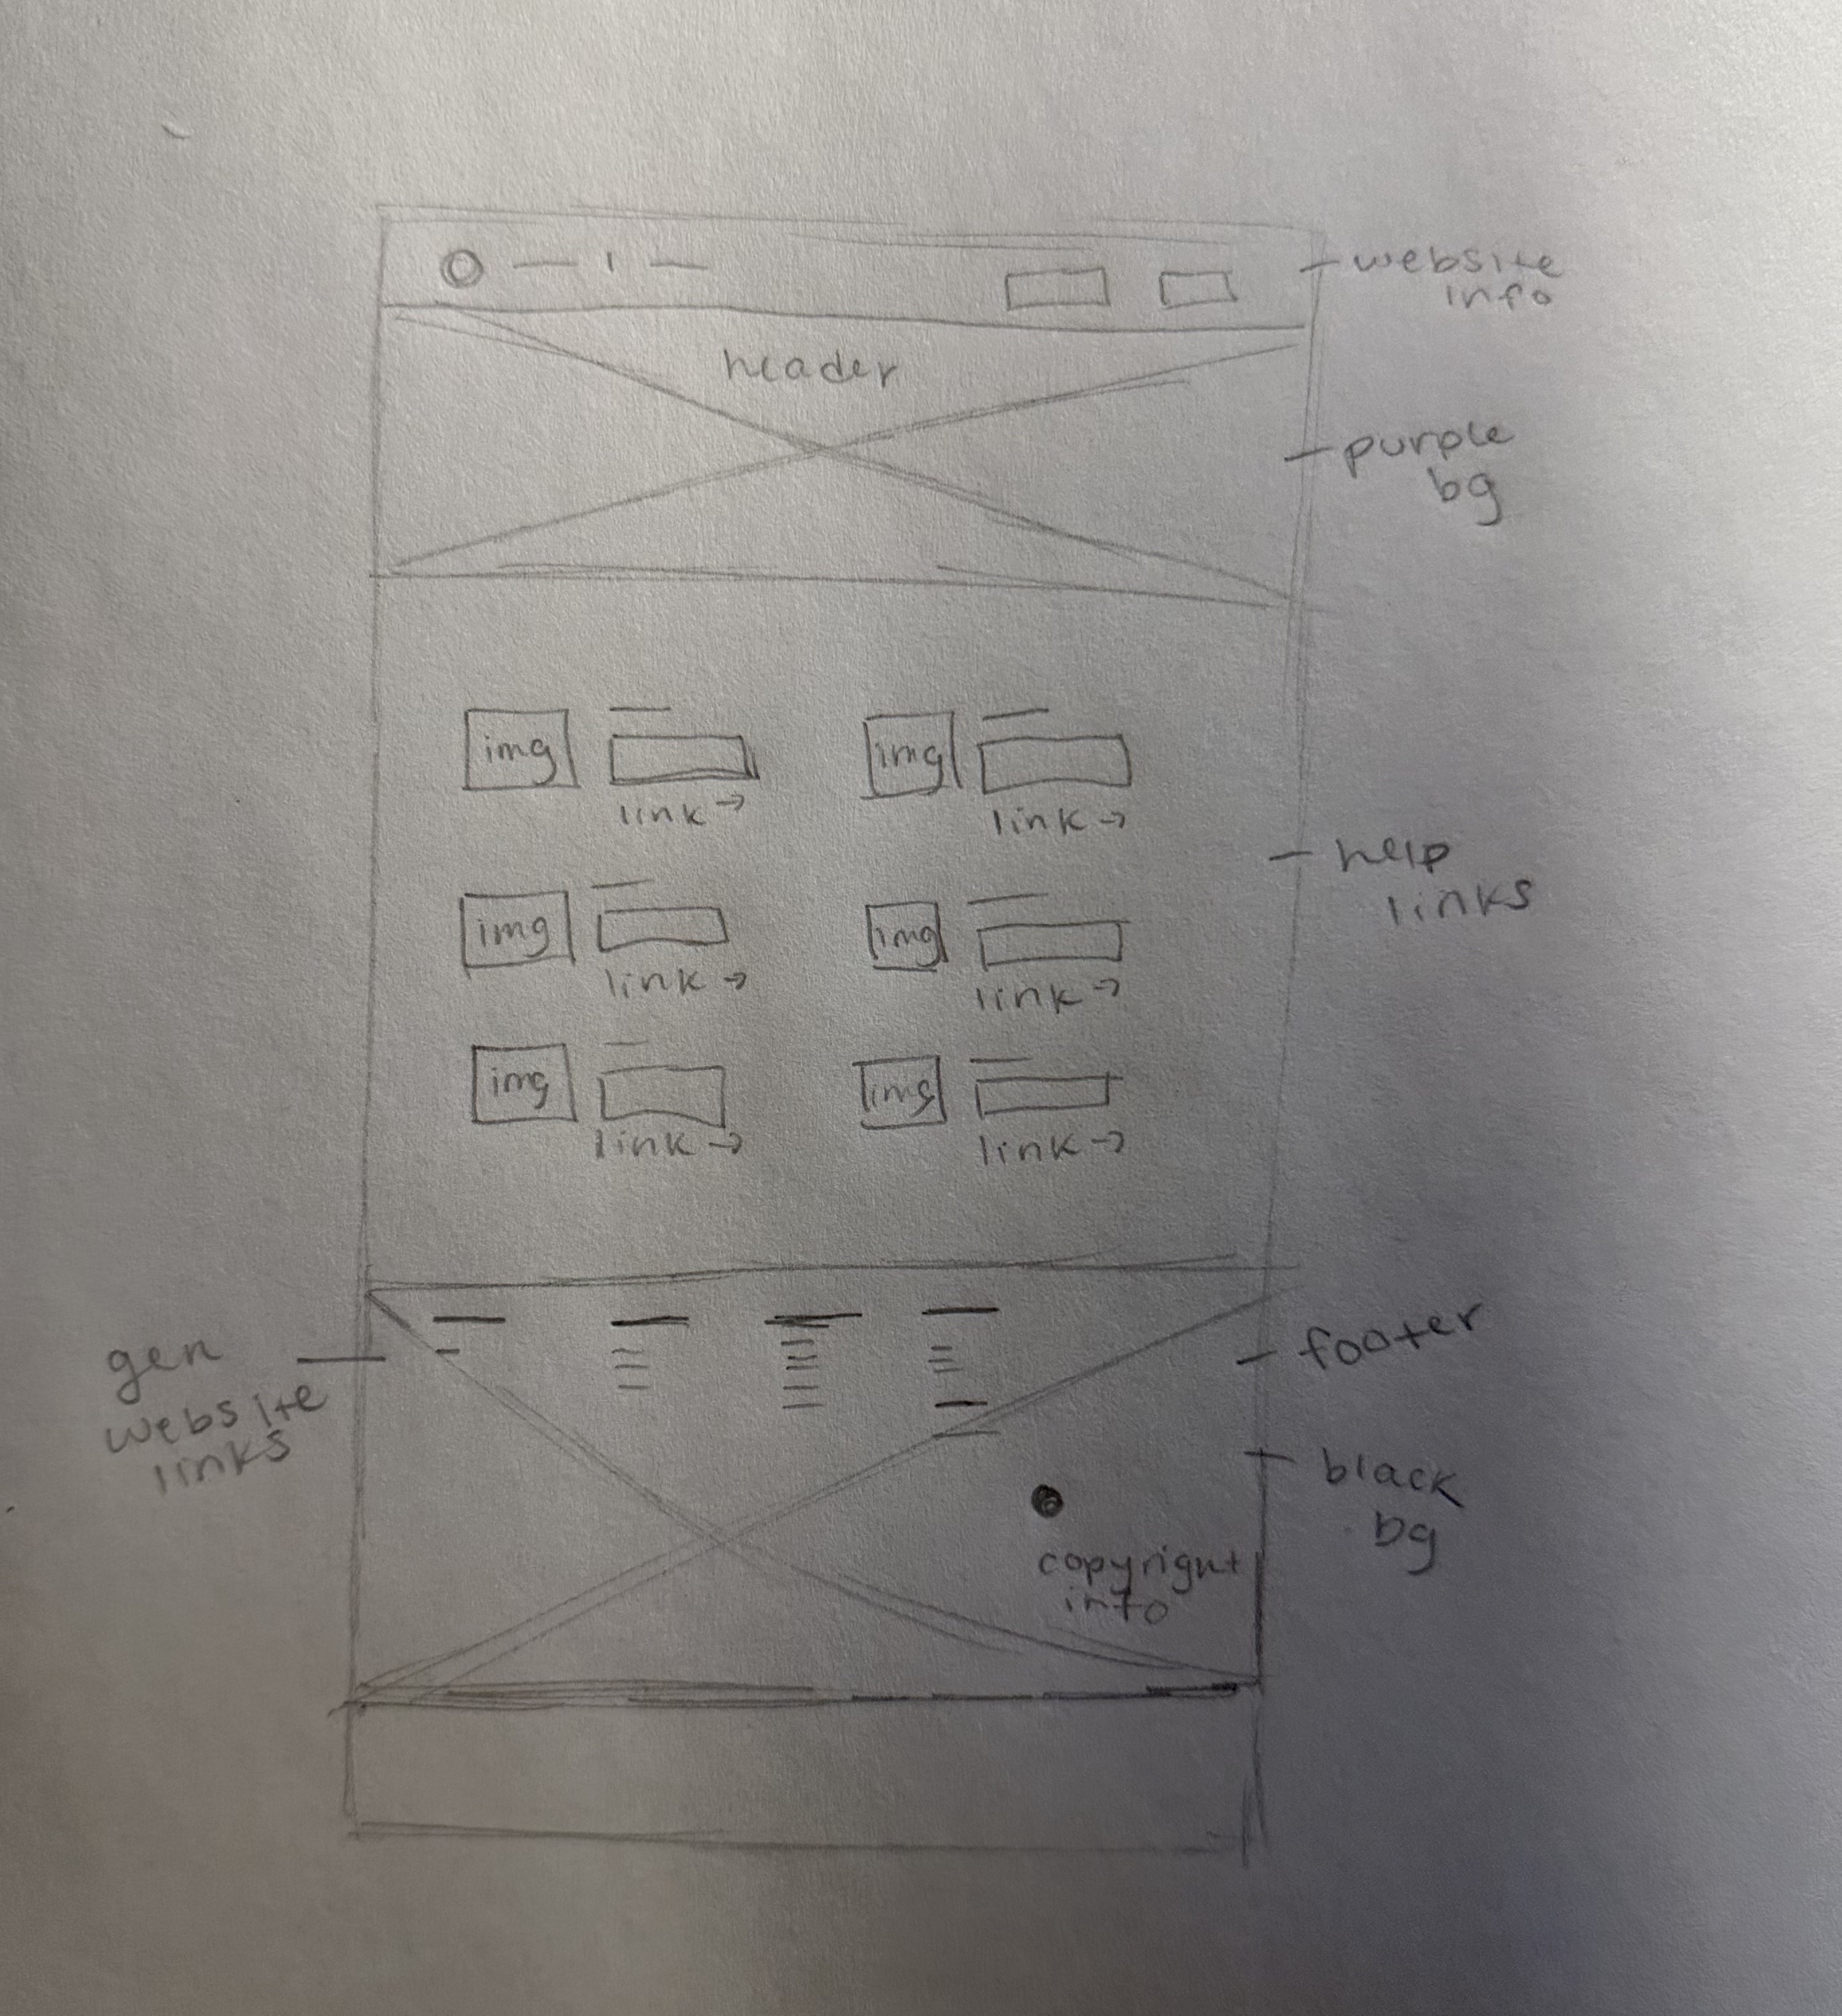 website
info
header
purple
bg
img
img
link →
link →
help
links
img
img
link →
link →
img
img
link →
link →
gen
website
links
footer
black
bg
copyright
info